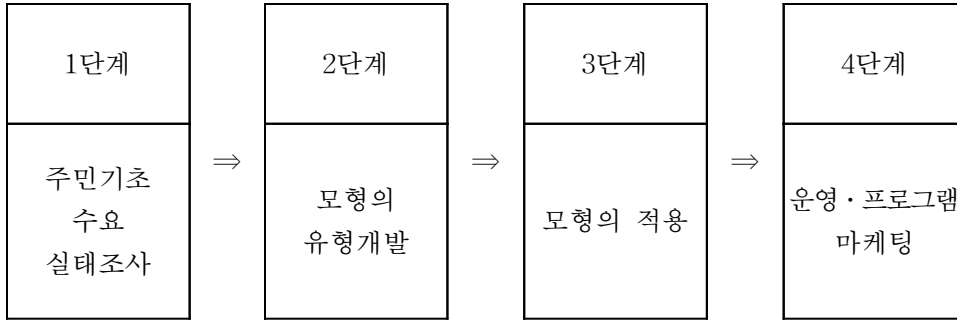 1단계
주민기초
수요
실태조사
⇒
2단계
모형의
유형개발
⇒
3단계
모형의 적용
⇒
4단계
운영·프로그램
마케팅